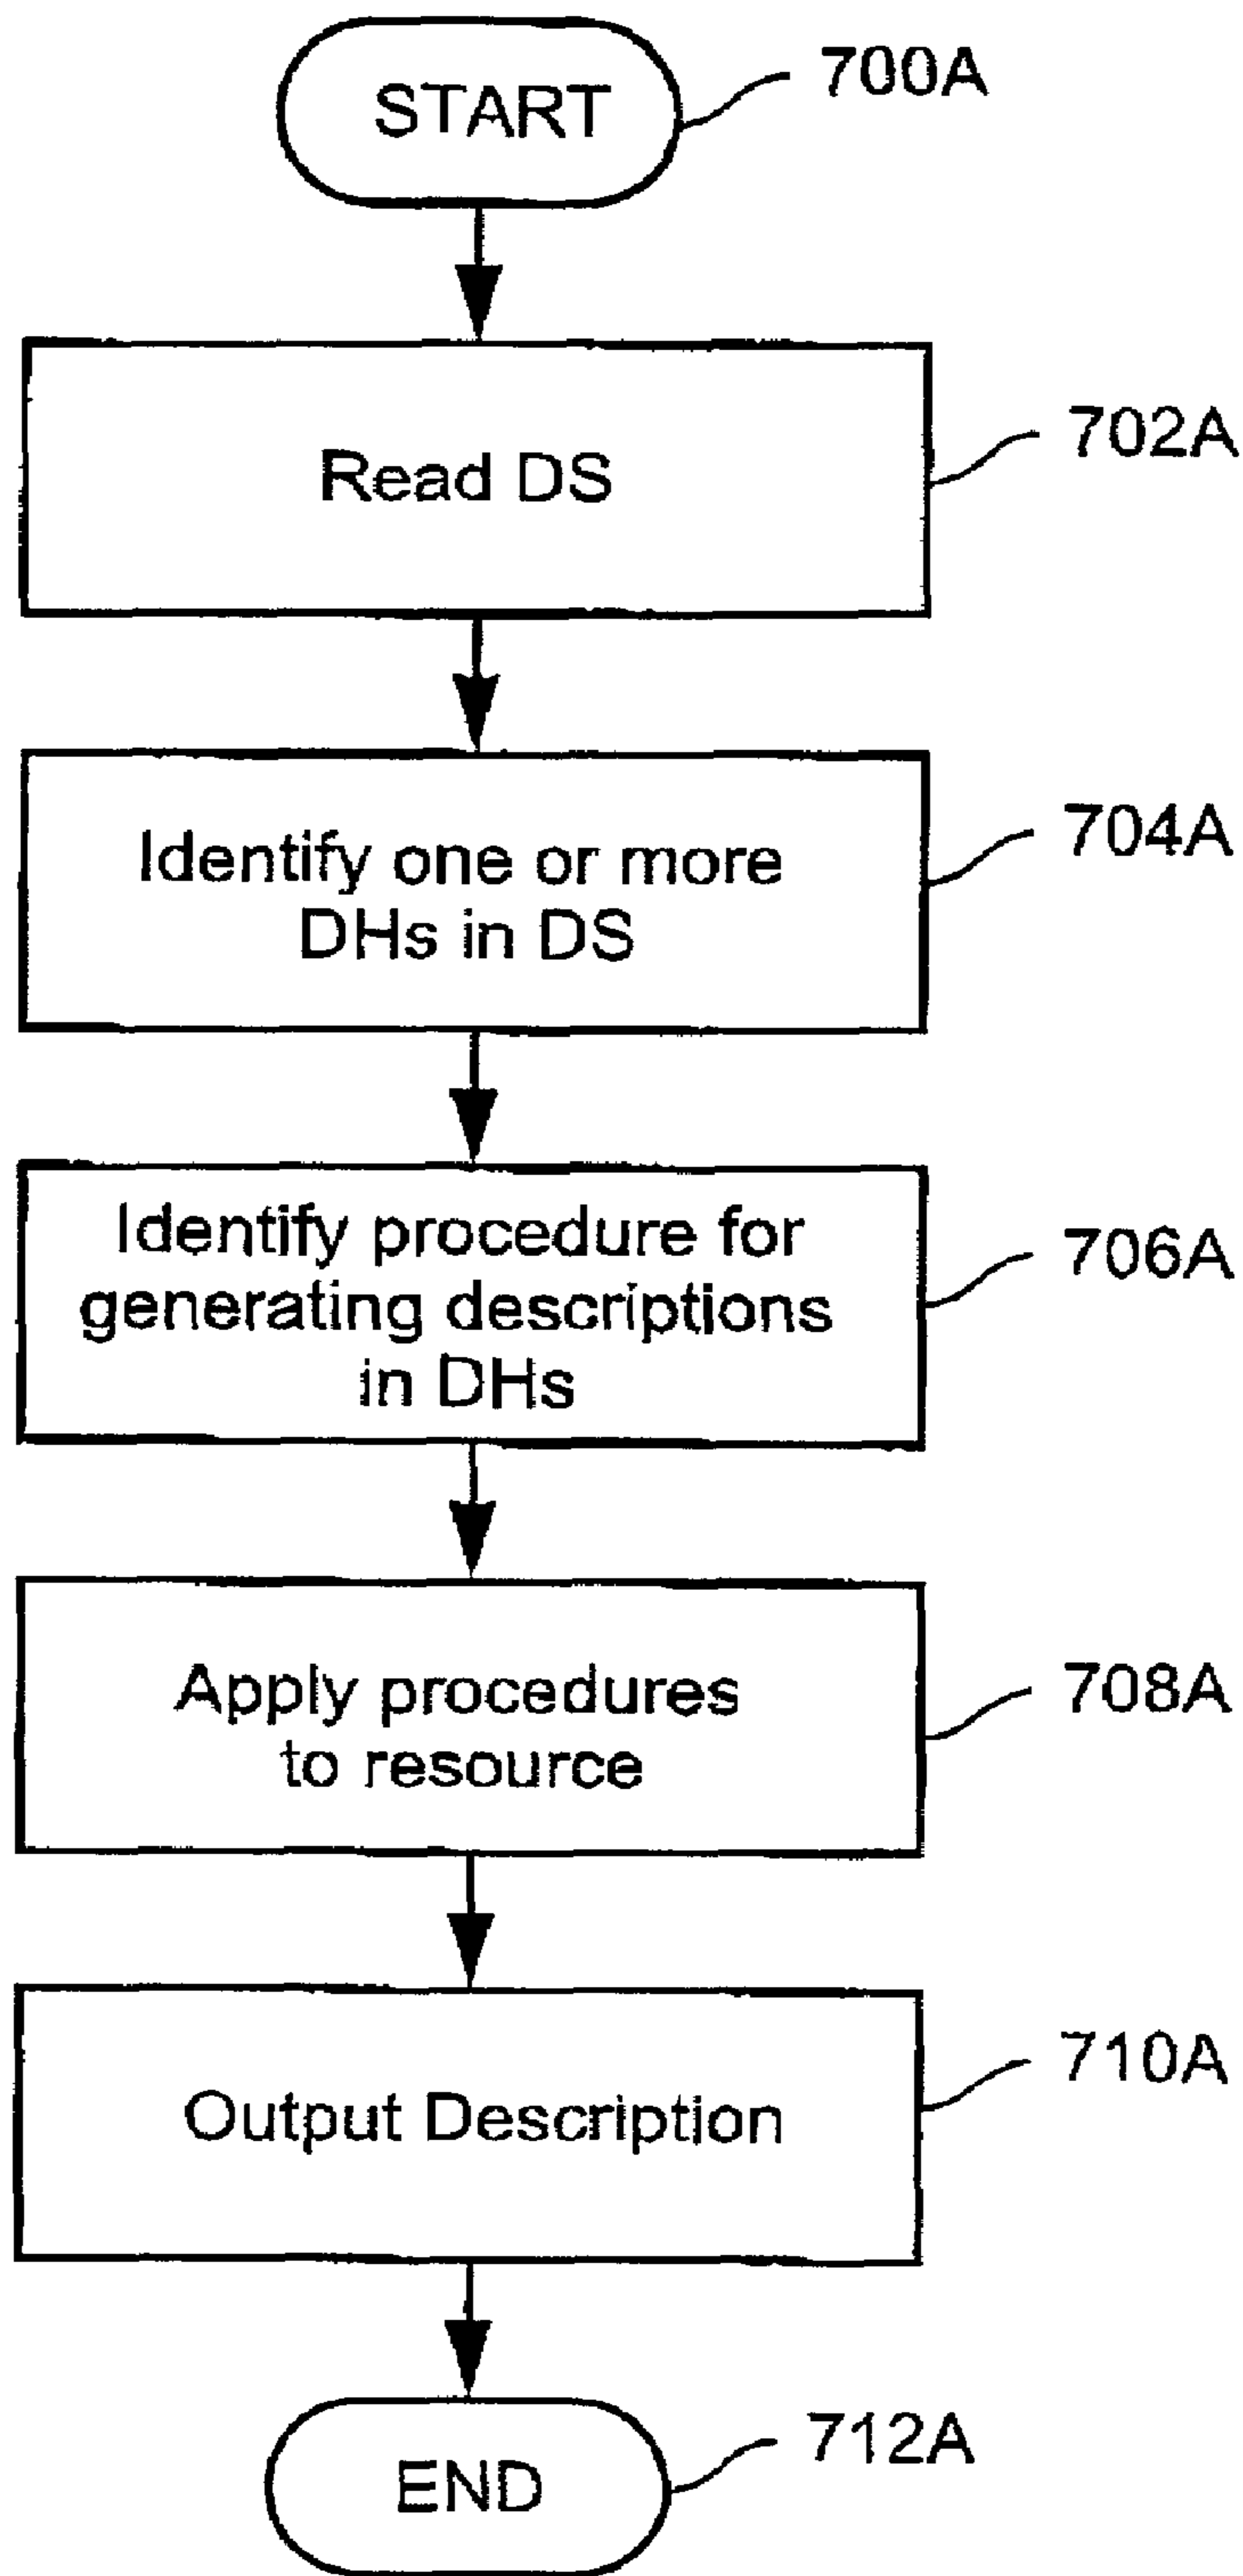 START
700A
Read DS
702A
Identify one or more
DHs in DS
704A
Identify procedure for
generating descriptions
in DHs
706A
Apply procedures
to resource
708A
Output Description
710A
END
712A